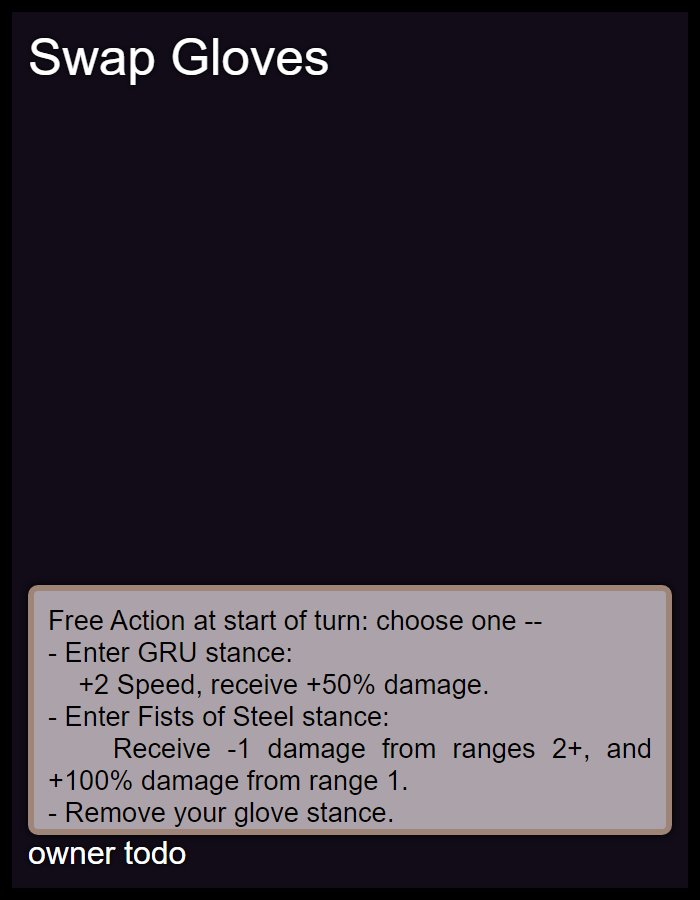 Swap Gloves
Free Action at start of turn: choose one --
- Enter GRU stance:
+2 Speed, receive +50% damage.
- Enter Fists of Steel stance:
Receive -1 damage from ranges 2+, and
+100% damage from range 1.
- Remove your glove stance.
owner todo